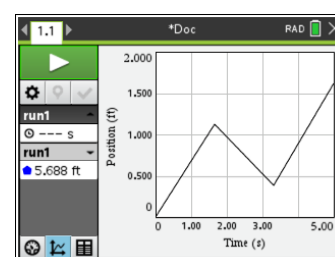 1.1
*Doc
RAD
run1
--- s
run1
5.688 ft
Position (ft)
2.000
1.500
1.000
0.500
0
0
1.00
2.00
3.00
5.00
Time (s)